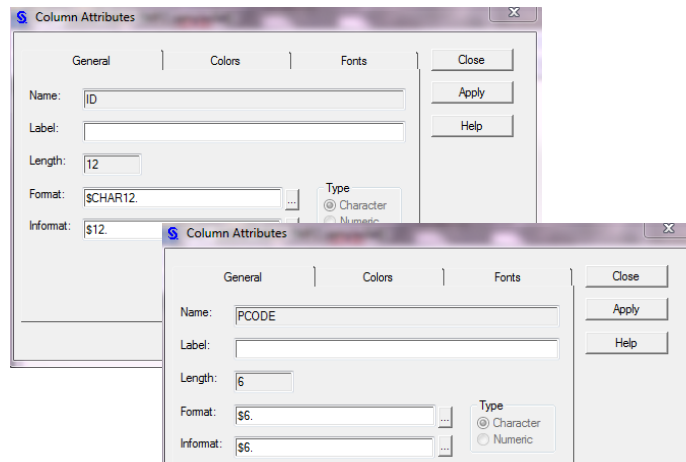 Column Attributes
General Colors Fonts Close
Name: ID Apply
Label: Help
Length: 12
Format: $CHAR12. ... Type
Character
Informat: $12. Numeric
Column Attributes
General Colors Fonts Close
Name: PCODE Apply
Label: Help
Length: 6
Format: $6. ... Type
Character
Informat: $6. ... Numeric